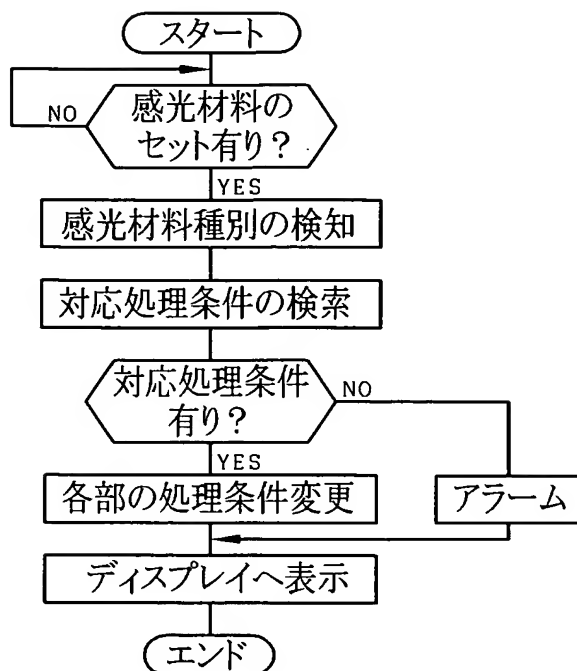 スタート
NO
感光材料の
セット有り？
YES
感光材料種別の検知
対応処理条件の検索
対応処理条件
有り？
NO
YES
各部の処理条件変更
アラーム
ディスプレイへ表示
エンド